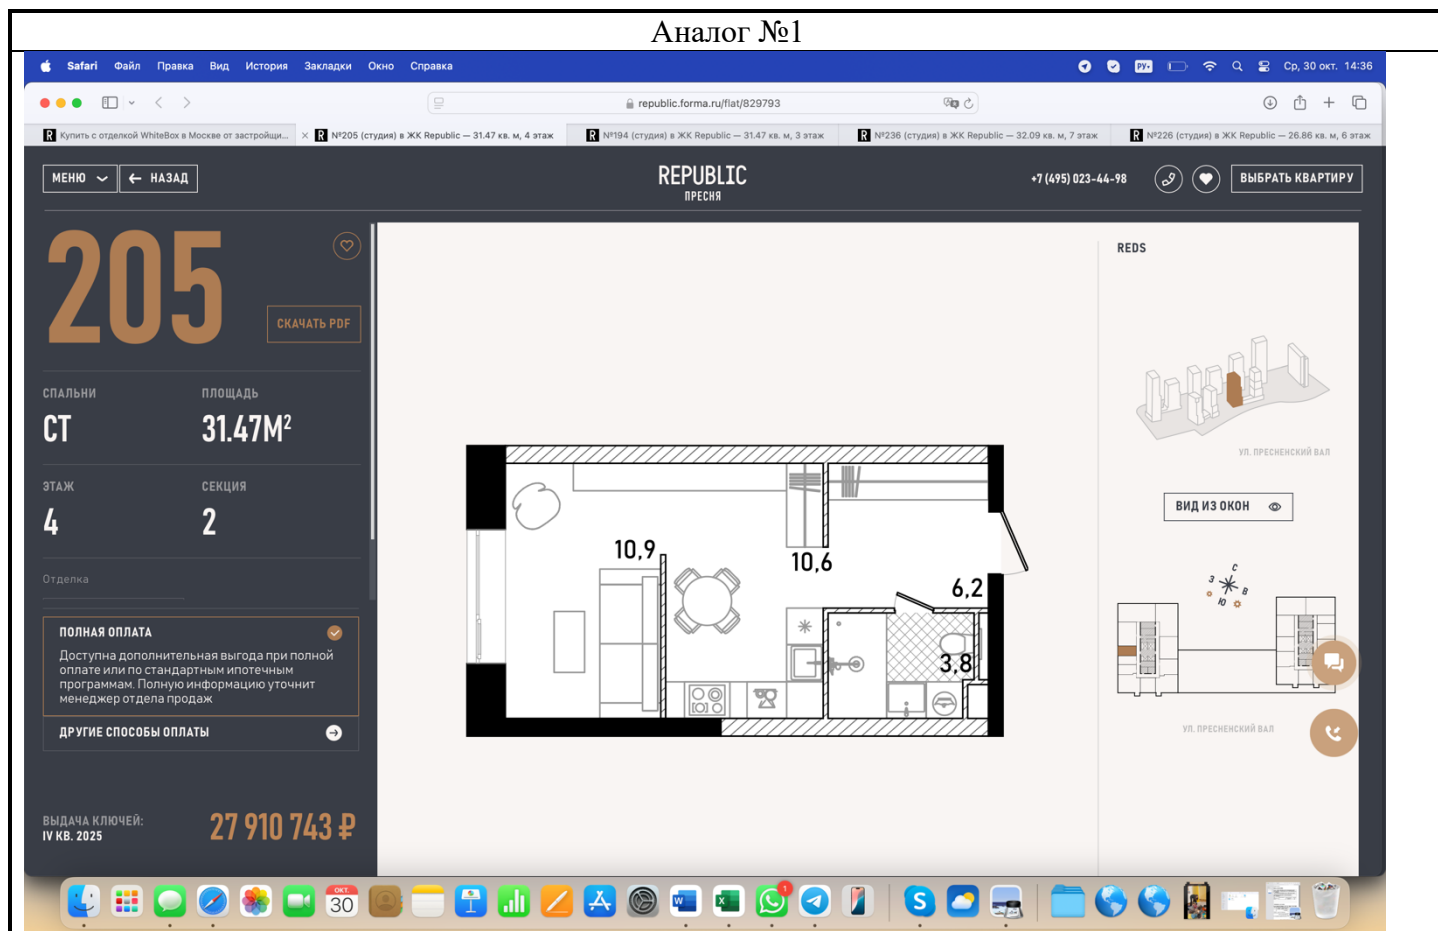 Аналог №1
Safari Файл Правка Вид История Закладки Окно Справка
РУ Ср, 30 окт. 14:36
republic.forma.ru/flat/829793
R Купить с отделкой WhiteBox в Москве от застройщи...
R №205 (студия) в ЖК Republic — 31.47 кв. м, 4 этаж
R №194 (студия) в ЖК Republic — 31.47 кв. м, 3 этаж
R №236 (студия) в ЖК Republic — 32.09 кв. м, 7 этаж
R №226 (студия) в ЖК Republic — 26.86 кв. м, 6 этаж
МЕНЮ
НАЗАД
REPUBLIC
ПРЕСНЯ
+7 (495) 023-44-98
ВЫБРАТЬ КВАРТИРУ
205
СКАЧАТЬ PDF
СПАЛЬНИ ПЛОЩАДЬ
СТ 31.47М²
ЭТАЖ СЕКЦИЯ
4 2
Отделка
ПОЛНАЯ ОПЛАТА
Доступна дополнительная выгода при полной
оплате или по стандартным ипотечным
программам. Полную информацию уточнит
менеджер отдела продаж
ДРУГИЕ СПОСОБЫ ОПЛАТЫ
ВЫДАЧА КЛЮЧЕЙ:
IV КВ. 2025
27 910 743 ₽
10,9
10,6
6,2
3,8
REDS
УЛ. ПРЕСНЕНСКИЙ ВАЛ
ВИД ИЗ ОКОН
С
З
В
Ю
УЛ. ПРЕСНЕНСКИЙ ВАЛ
ОКТ.
30
W
X
1
S